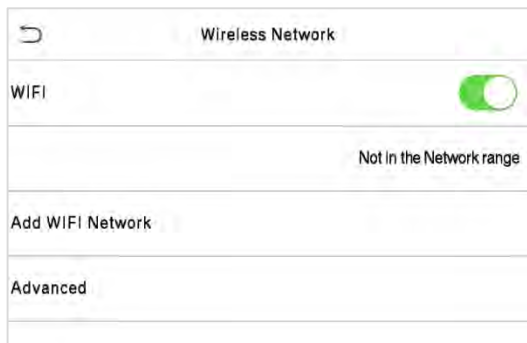 Wireless Network
WIFI
Not in the Network range
Add WIFI Network
Advanced